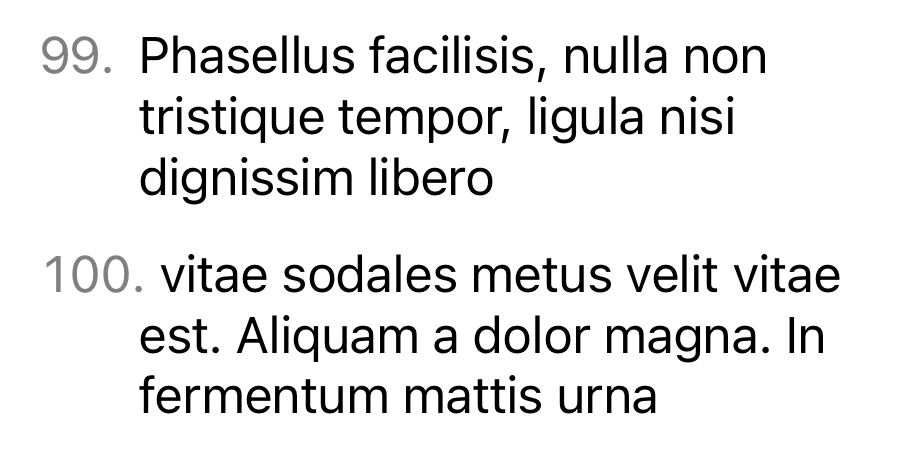 99. Phasellus facilisis, nulla non
tristique tempor, ligula nisi
dignissim libero
100. vitae sodales metus velit vitae
est. Aliquam a dolor magna. In
fermentum mattis urna